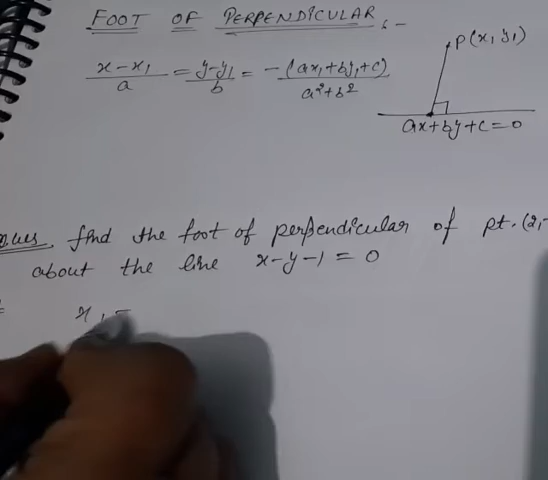 FOOT OF PERPENDICULAR :-
(x-x₁)/a = (y-y₁)/b = -(ax₁+by₁+c)/(a²+b²)
P(x₁, y₁)
ax+by+c=0
Ques. find the foot of perpendicular of pt. (2,-
about the line x-y-1=0
x,